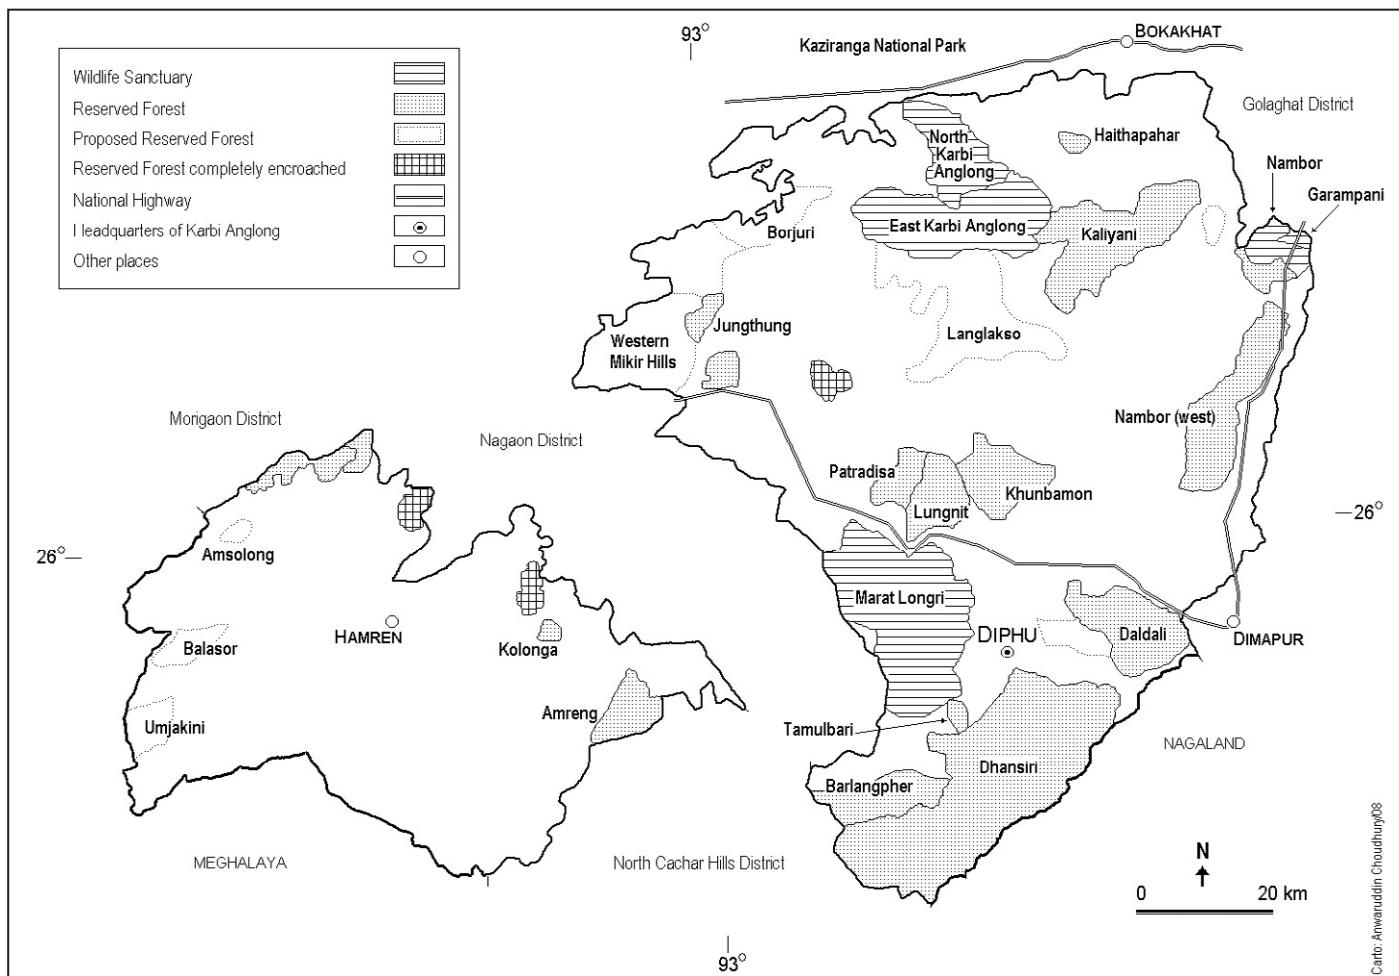 93°
Kaziranga National Park
BOKAKHAT
Wildlife Sanctuary
Reserved Forest
Proposed Reserved Forest
Reserved Forest completely encroached
National Highway
Headquarters of Karbi Anglong
Other places
Golaghat District
North
Karbi
Anglong
Haithapahar
Nambor
Garampani
Borjuri
East Karbi Anglong
Kaliyani
Jungthung
Western
Mikir Hills
Langlakso
Morigaon District
Nagaon District
Nambor (west)
Patradisa
Khunbamon
Lungnit
26°
26°
Amsolong
Marat Longri
HAMREN
Balasor
Kolonga
DIPHU
Daldali
DIMAPUR
Umjakini
Amreng
Tamulbari
NAGALAND
Dhansiri
Barlangpher
MEGHALAYA
North Cachar Hills District
N
0 20 km
93°
Carto: Anwaruddin Choudhury/08